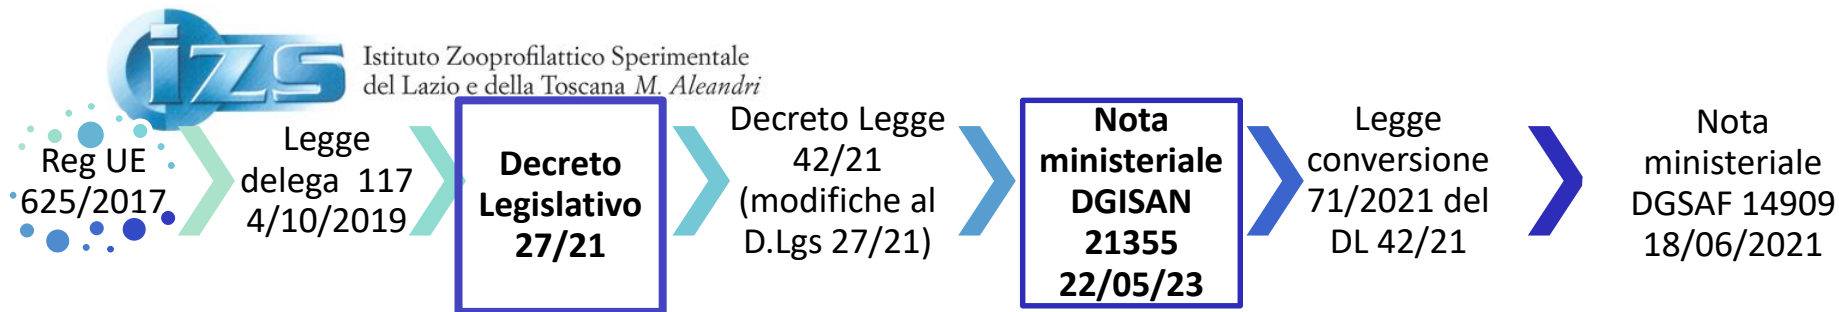 izs
Istituto Zooprofilattico Sperimentale
del Lazio e della Toscana M. Aleandri
Reg UE
625/2017
Legge
delega 117
4/10/2019
Decreto
Legislativo
27/21
Decreto Legge
42/21
(modifiche al
D.Lgs 27/21)
Nota
ministeriale
DGISAN
21355
22/05/23
Legge
conversione
71/2021 del
DL 42/21
Nota
ministeriale
DGSAF 14909
18/06/2021